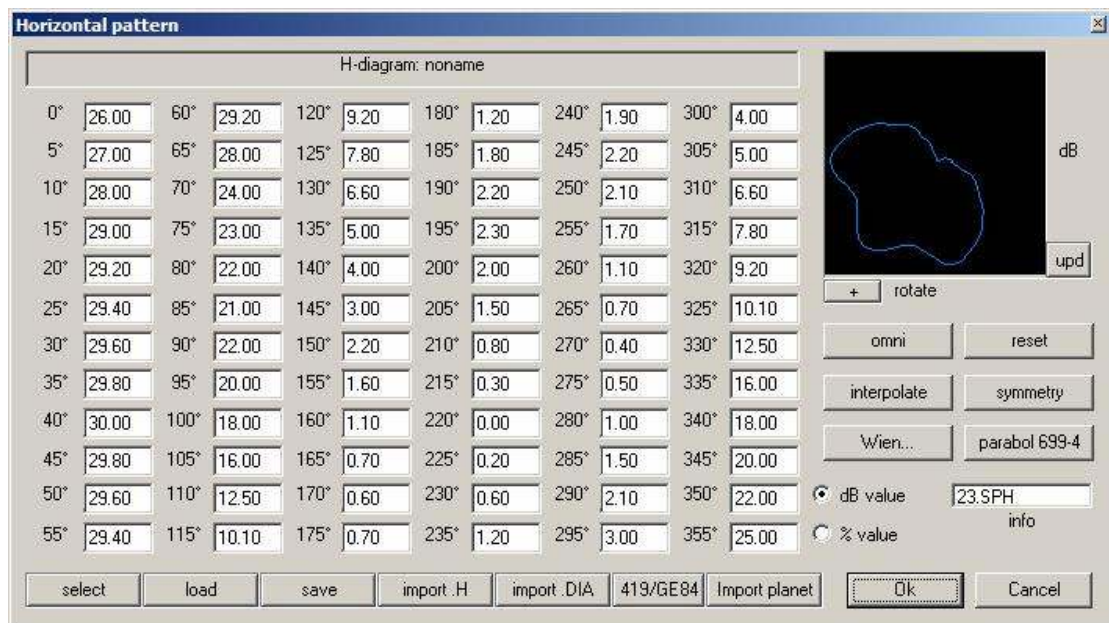 Horizontal pattern
H-diagram: noname
0° 26.00 60° 29.20 120° 9.20 180° 1.20 240° 1.90 300° 4.00
5° 27.00 65° 28.00 125° 7.80 185° 1.80 245° 2.20 305° 5.00
10° 28.00 70° 24.00 130° 6.60 190° 2.20 250° 2.10 310° 6.60
15° 29.00 75° 23.00 135° 5.00 195° 2.30 255° 1.70 315° 7.80
20° 29.20 80° 22.00 140° 4.00 200° 2.00 260° 1.10 320° 9.20
25° 29.40 85° 21.00 145° 3.00 205° 1.50 265° 0.70 325° 10.10
30° 29.60 90° 22.00 150° 2.20 210° 0.80 270° 0.40 330° 12.50
35° 29.80 95° 20.00 155° 1.60 215° 0.30 275° 0.50 335° 16.00
40° 30.00 100° 18.00 160° 1.10 220° 0.00 280° 1.00 340° 18.00
45° 29.80 105° 16.00 165° 0.70 225° 0.20 285° 1.50 345° 20.00
50° 29.60 110° 12.50 170° 0.60 230° 0.60 290° 2.10 350° 22.00
55° 29.40 115° 10.10 175° 0.70 235° 1.20 295° 3.00 355° 25.00
dB
upd
+ rotate
omni reset
interpolate symmetry
Wien... parabol 699-4
dB value 23.SPH
info
% value
select load save import .H import .DIA 419/GE84 Import planet Ok Cancel